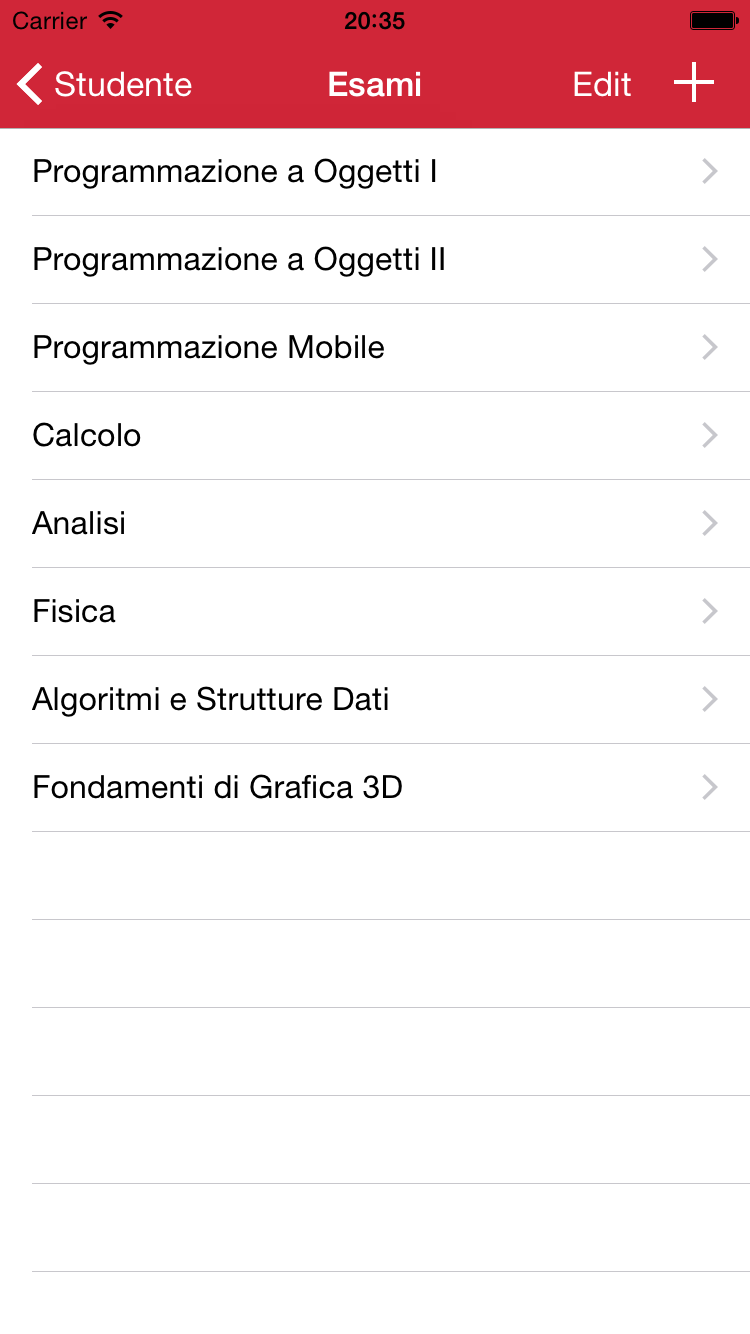 Carrier 20:35
Studente Esami Edit
Programmazione a Oggetti I
Programmazione a Oggetti II
Programmazione Mobile
Calcolo
Analisi
Fisica
Algoritmi e Strutture Dati
Fondamenti di Grafica 3D